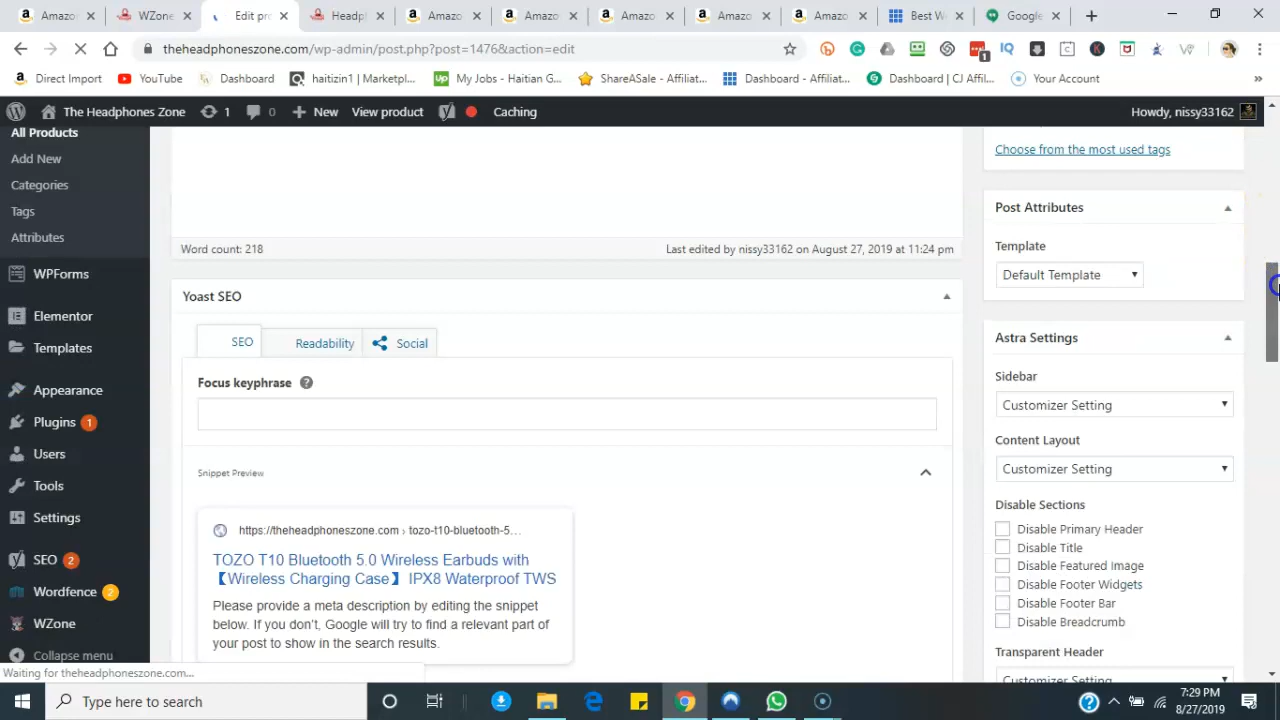 Amazo
WZone
Edit pro
Headph
Amazo
Amazo
Amazo
Amazo
Amazo
Best W
Google
theheadphoneszone.com/wp-admin/post.php?post=1476&action=edit
1
IQ
Direct Import
YouTube
Dashboard
haitizin1 | Marketpl...
Up
My Jobs - Haitian G...
ShareASale - Affiliat...
Dashboard - Affiliat...
Dashboard | CJ Affil...
Your Account
»
The Headphones Zone
1
0
New
View product
Caching
Howdy, nissy33162
All Products
Add New
Categories
Tags
Attributes
WPForms
Elementor
Templates
Appearance
Plugins 1
Users
Tools
Settings
SEO 2
Wordfence 2
WZone
Collapse menu
Word count: 218
Last edited by nissy33162 on August 27, 2019 at 11:24 pm
Yoast SEO
SEO
Readability
Social
Focus keyphrase
Snippet Preview
https://theheadphoneszone.com › tozo-t10-bluetooth-5...
TOZO T10 Bluetooth 5.0 Wireless Earbuds with
【Wireless Charging Case】 IPX8 Waterproof TWS
Please provide a meta description by editing the snippet
below. If you don't, Google will try to find a relevant part of
your post to show in the search results.
Choose from the most used tags
Post Attributes
Template
Default Template
Astra Settings
Sidebar
Customizer Setting
Content Layout
Customizer Setting
Disable Sections
Disable Primary Header
Disable Title
Disable Featured Image
Disable Footer Widgets
Disable Footer Bar
Disable Breadcrumb
Transparent Header
Customizer Setting
Waiting for theheadphoneszone.com...
Type here to search
7:29 PM
8/27/2019